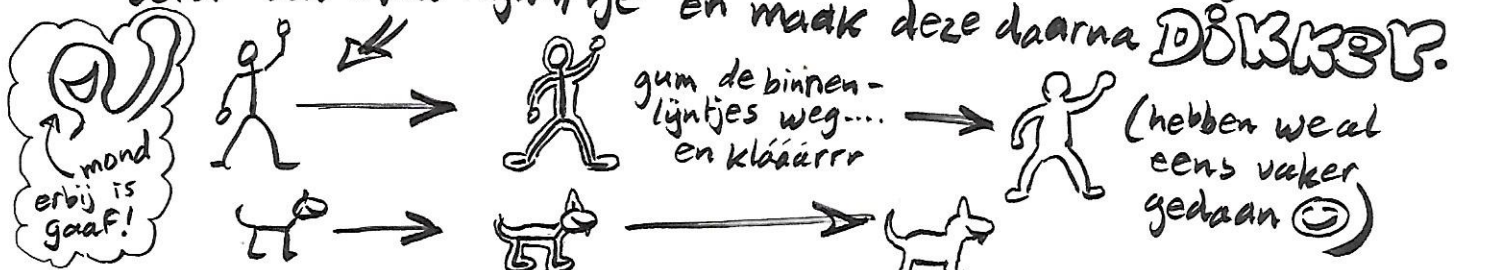 en maak deze daarna DIKKER.
mond
erbij is
gaaf!
gum de binnen-
lijntjes weg....
en kláááárrr
(hebben we al
eens vaker
gedaan ☺)